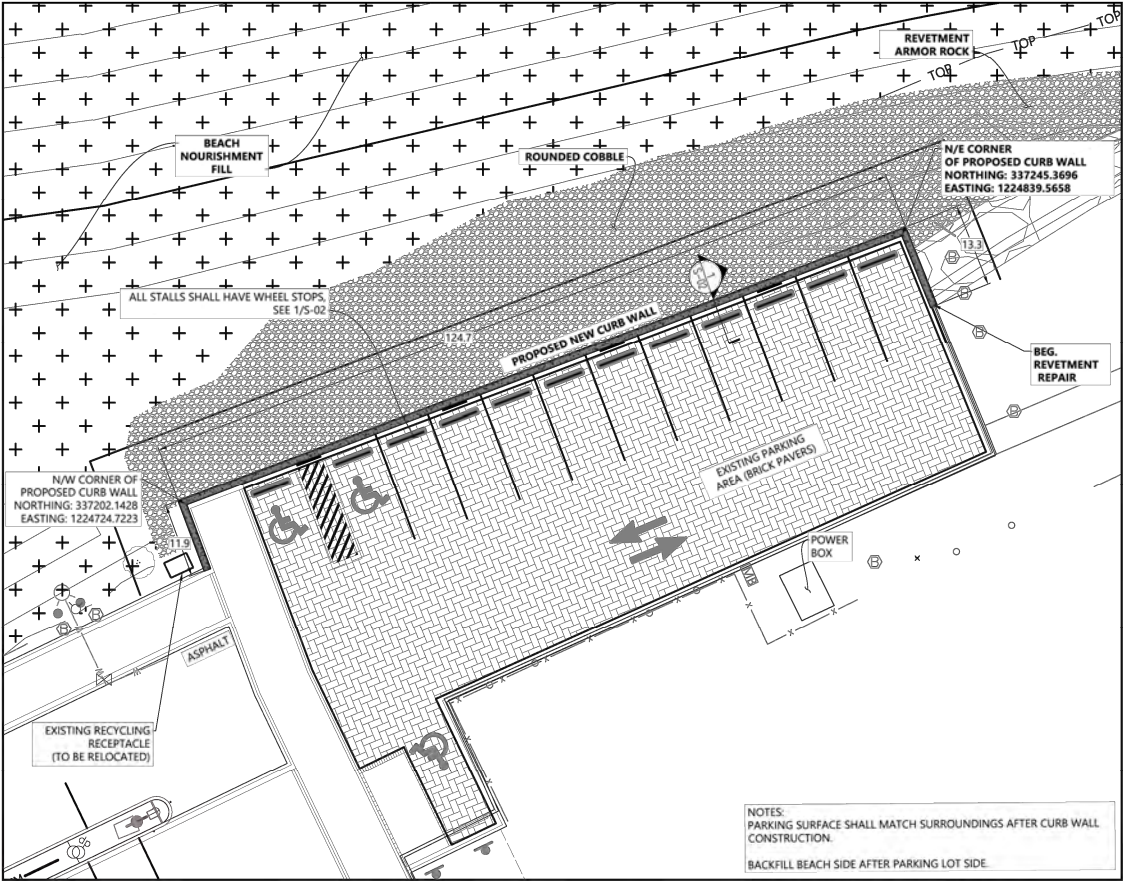 TOP
TOP
TOP
REVETMENT
ARMOR ROCK
BEACH
NOURISHMENT
FILL
ROUNDED COBBLE
N/E CORNER
OF PROPOSED CURB WALL
NORTHING: 337245.3696
EASTING: 1224839.5658
13.3
ALL STALLS SHALL HAVE WHEEL STOPS,
SEE 1/S-02
124.7
PROPOSED NEW CURB WALL
BEG.
REVETMENT
REPAIR
N/W CORNER OF
PROPOSED CURB WALL
NORTHING: 337202.1428
EASTING: 1224724.7223
11.9
EXISTING PARKING
AREA (BRICK PAVERS)
POWER
BOX
ASPHALT
EXISTING RECYCLING
RECEPTACLE
(TO BE RELOCATED)
NOTES:
PARKING SURFACE SHALL MATCH SURROUNDINGS AFTER CURB WALL
CONSTRUCTION.
BACKFILL BEACH SIDE AFTER PARKING LOT SIDE.